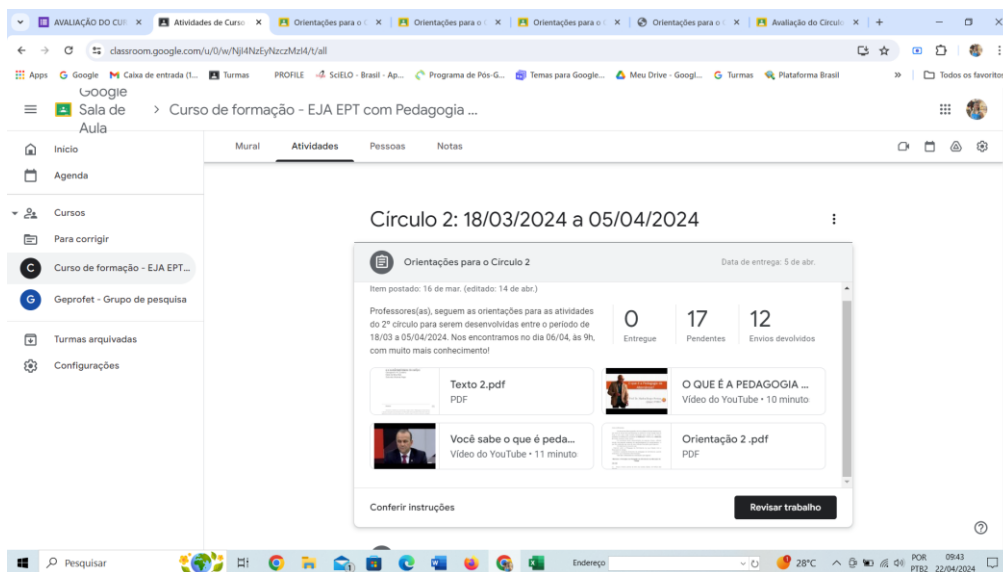 AVALIAÇÃO DO CUR
Atividades de Curso
Orientações para o C
Orientações para o C
Orientações para o C
Orientações para o
Avaliação do Círculo
classroom.google.com/u/0/w/NjI4NzEyNzczMzI4/t/all
Apps
Google
Caixa de entrada (1...
Turmas
PROFILE
SciELO - Brasil - Ap...
Programa de Pós-G...
Temas para Google...
Meu Drive - Googl...
Turmas
Plataforma Brasil
»
Todos os favoritos
Google
Sala de
Aula
> Curso de formação - EJA EPT com Pedagogia ...
Início
Agenda
Cursos
Para corrigir
C
Curso de formação - EJA EPT...
G
Geprofet - Grupo de pesquisa
Turmas arquivadas
Configurações
Mural
Atividades
Pessoas
Notas
Círculo 2: 18/03/2024 a 05/04/2024
Orientações para o Círculo 2
Data de entrega: 5 de abr.
Item postado: 16 de mar. (editado: 14 de abr.)
Professores(as), seguem as orientações para as atividades
do 2º círculo para serem desenvolvidas entre o período de
18/03 a 05/04/2024. Nos encontramos no dia 06/04, às 9h,
com muito mais conhecimento!
0
Entregue
17
Pendentes
12
Envios devolvidos
Texto 2.pdf
PDF
O QUE É A PEDAGOGIA ...
Vídeo do YouTube • 10 minuto
Você sabe o que é peda...
Vídeo do YouTube • 11 minuto
Orientação 2 .pdf
PDF
Conferir instruções
Revisar trabalho
Pesquisar
Endereço
28°C
POR
PTB2
09:43
22/04/2024